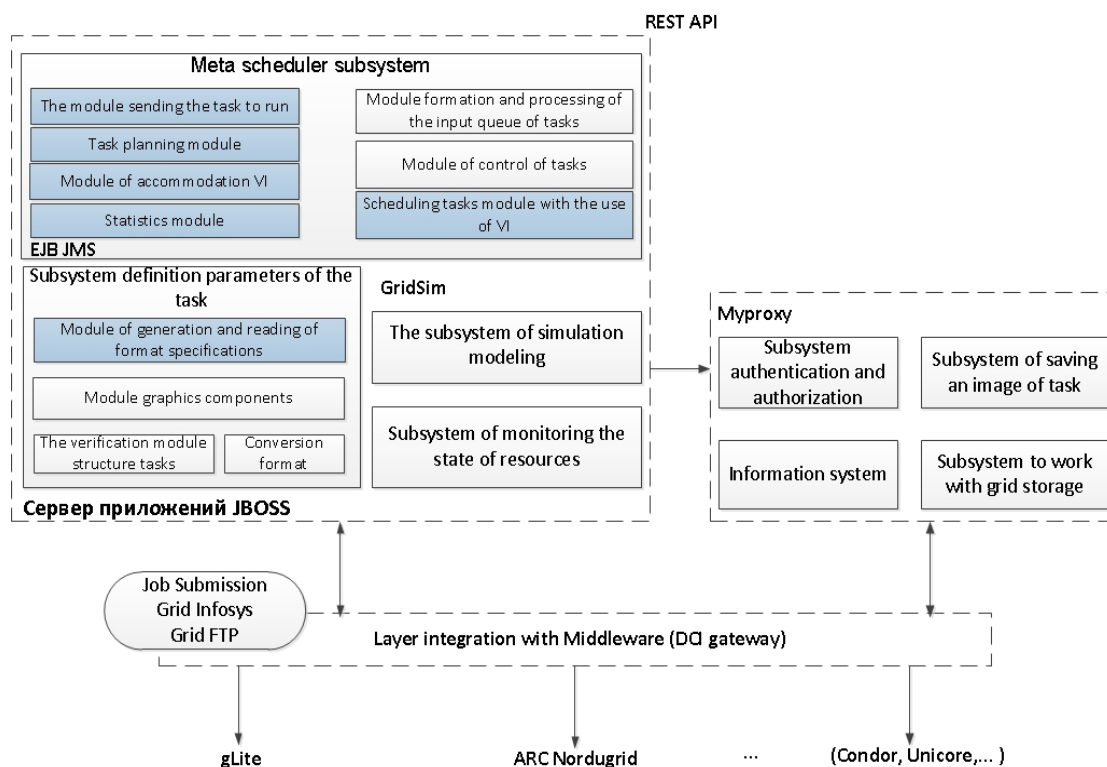 REST API
Meta scheduler subsystem
The module sending the task to run
Task planning module
Module of accommodation VI
Statistics module
Module formation and processing of
the input queue of tasks
Module of control of tasks
Scheduling tasks module with the use
of VI
EJB JMS
Subsystem definition parameters of the
task
Module of generation and reading of
format specifications
Module graphics components
The verification module
structure tasks
Conversion
format
GridSim
The subsystem of simulation
modeling
Subsystem of monitoring the
state of resources
Сервер приложений JBOSS
Myproxy
Subsystem
authentication and
authorization
Subsystem of saving
an image of task
Information system
Subsystem to work
with grid storage
Job Submission
Grid Infosys
Grid FTP
Layer integration with Middleware (DCI gateway)
gLite
ARC Nordugrid
...
(Condor, Unicore,... )